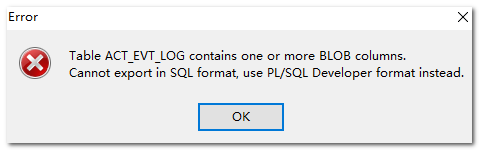 Error
Table ACT_EVT_LOG contains one or more BLOB columns.
Cannot export in SQL format, use PL/SQL Developer format instead.
OK